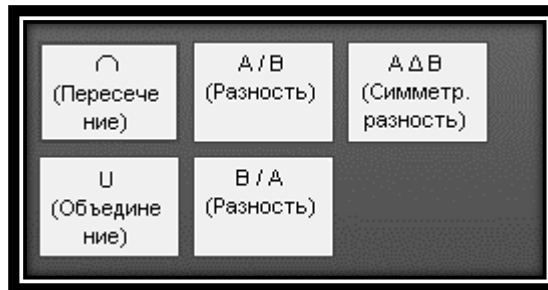 ∩
(Пересече
ние)
A / B
(Разность)
A Δ B
(Симметр.
разность)
U
(Объедине
ние)
B / A
(Разность)